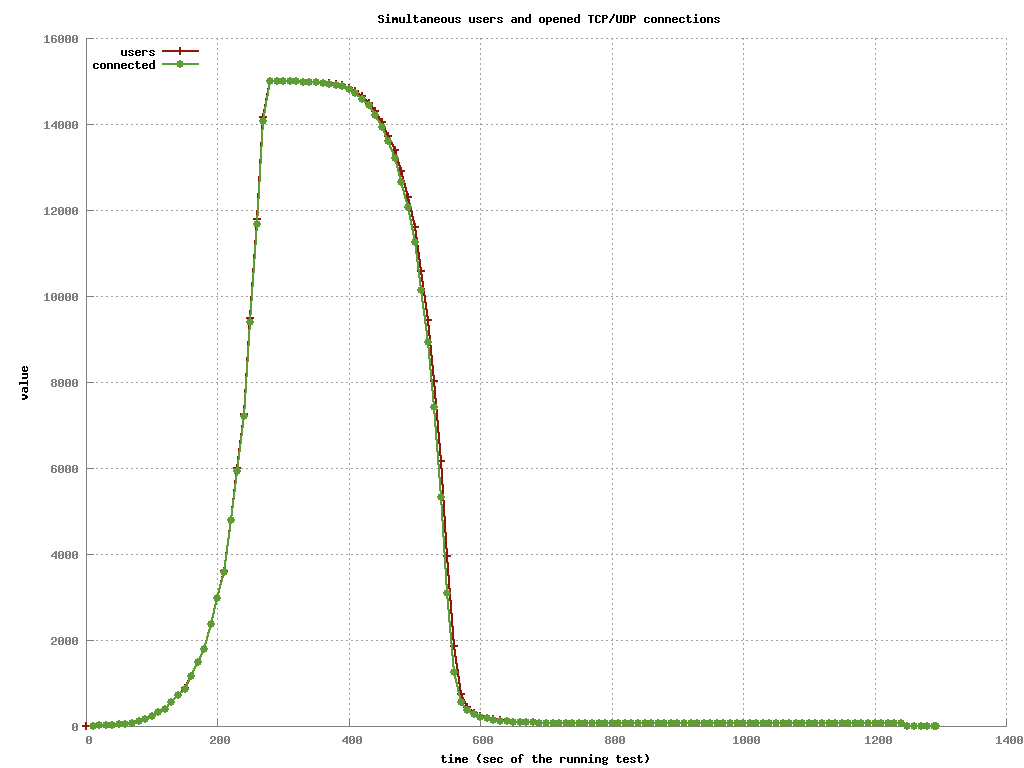 Simultaneous users and opened TCP/UDP connections
16000
users
connected
14000
12000
10000
value
8000
6000
4000
2000
0
0 200 400 600 800 1000 1200 1400
time (sec of the running test)